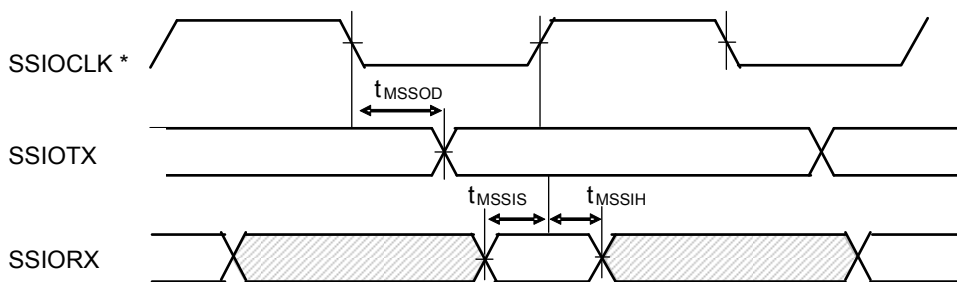 SSIOCLK *
tMSSOD
SSIOTX
tMSSIS
tMSSIH
SSIORX